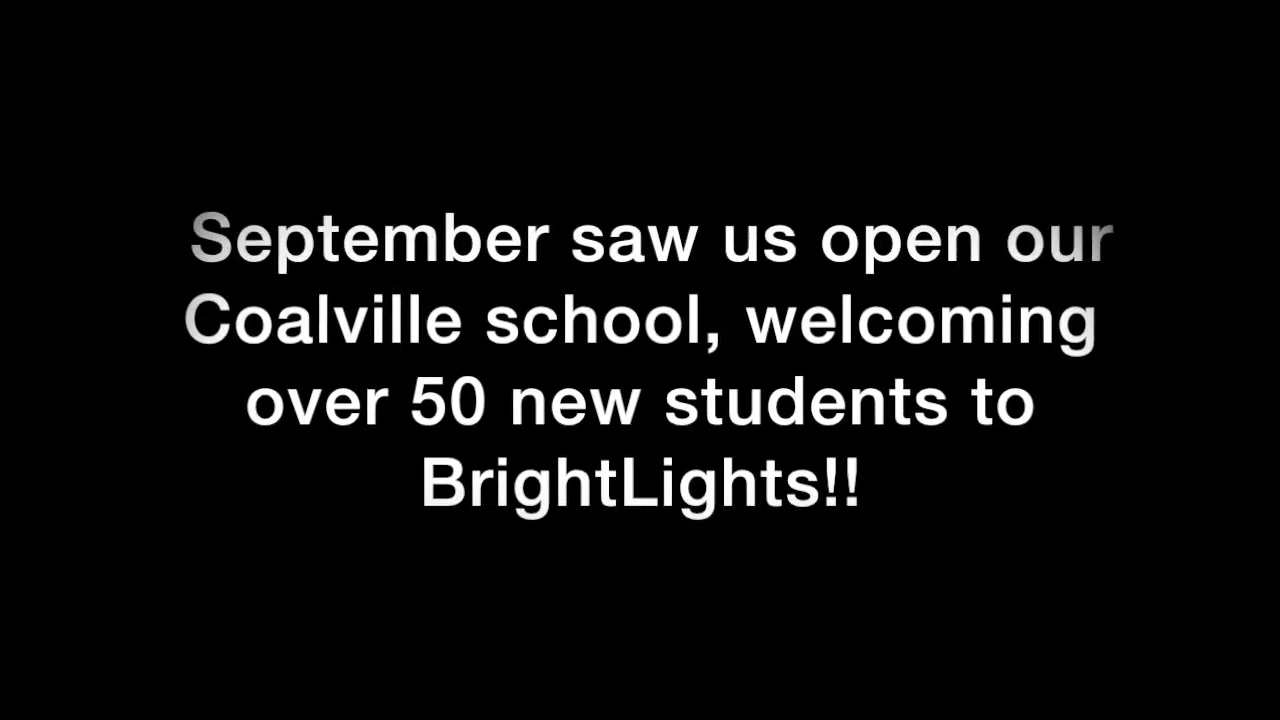 September saw us open our
Coalville school, welcoming
over 50 new students to
BrightLights!!